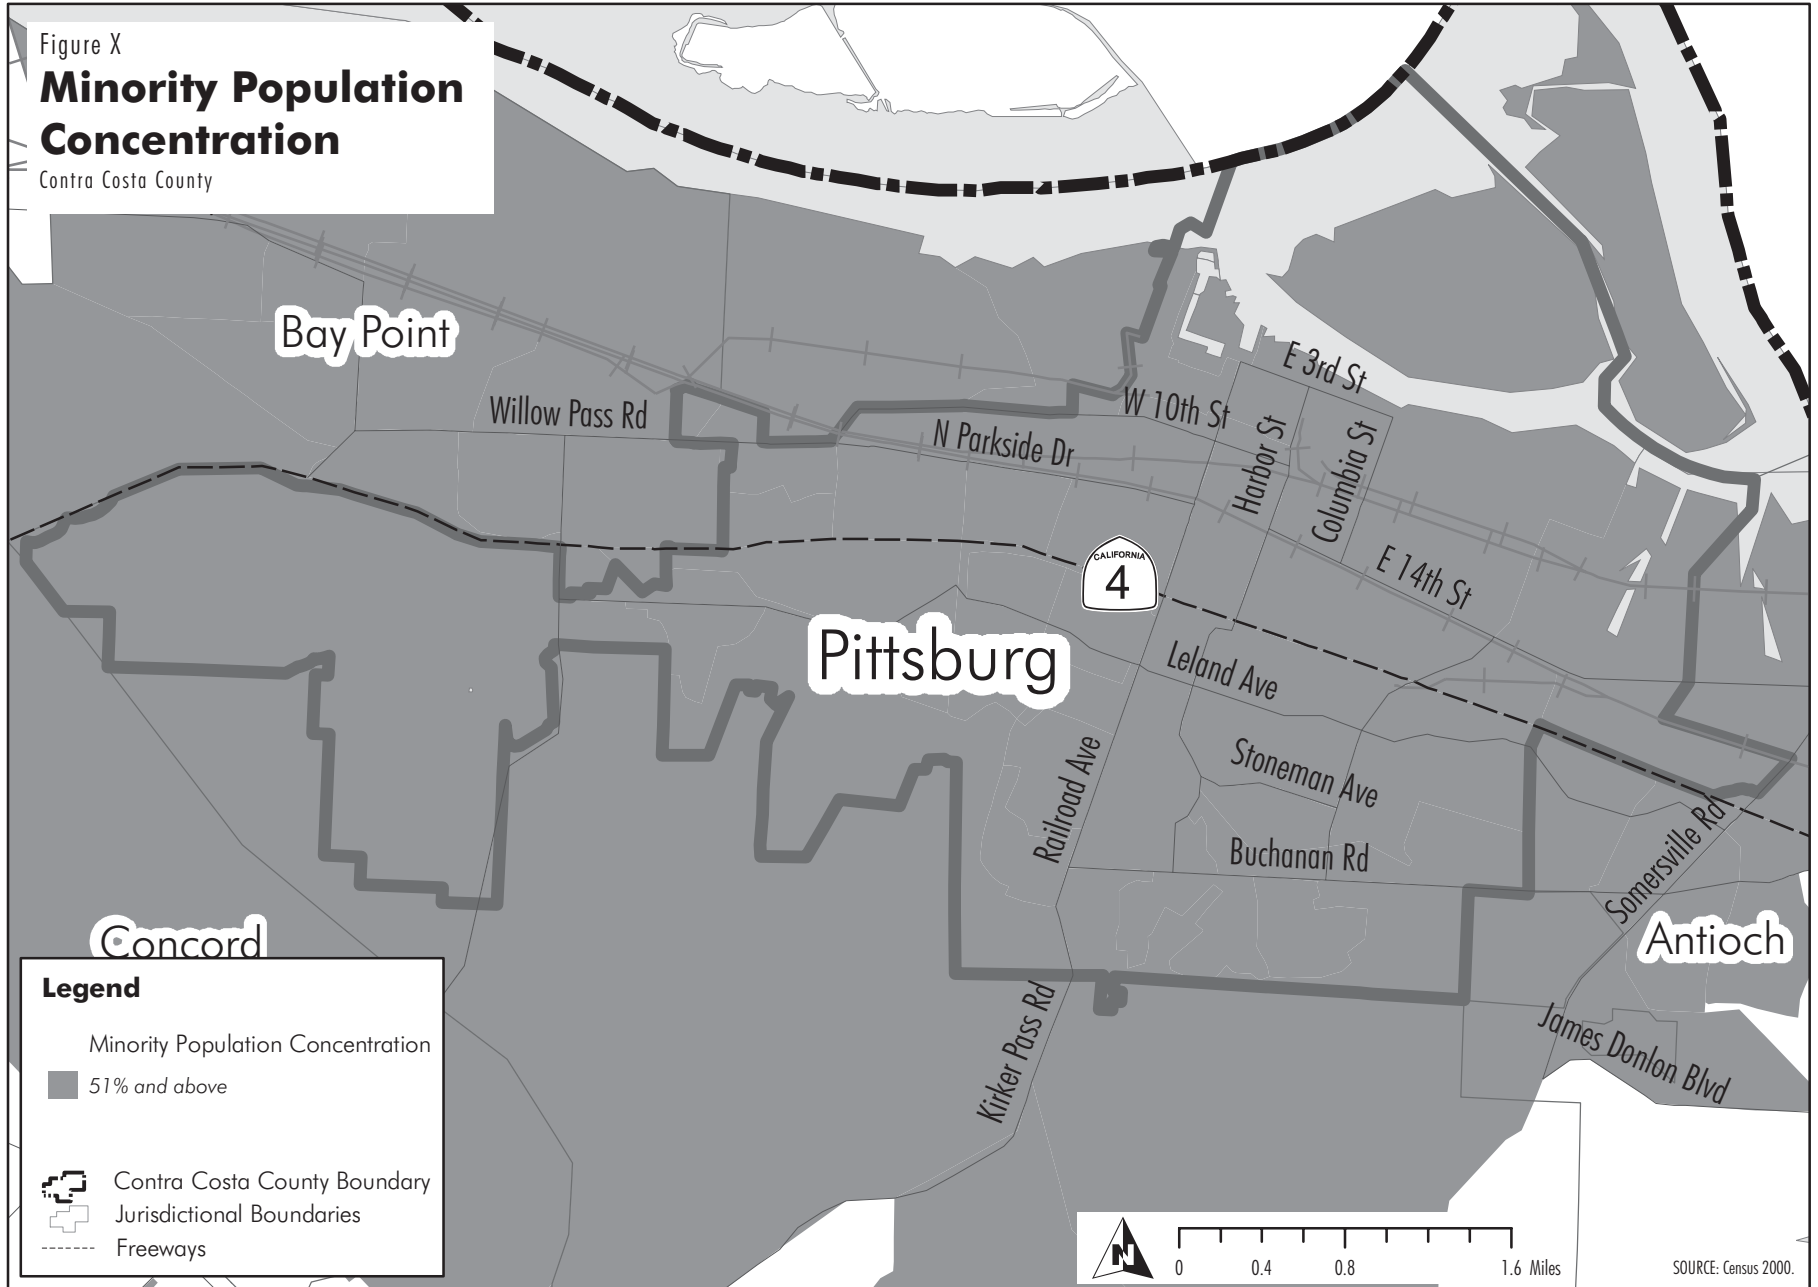 Figure X
Minority Population
Concentration
Contra Costa County
Bay Point
Willow Pass Rd
N Parkside Dr
W 10th St
E 3rd St
Harbor St
Columbia St
E 14th St
CALIFORNIA
4
Pittsburg
Leland Ave
Stoneman Ave
Railroad Ave
Buchanan Rd
Somersville Rd
Concord
Antioch
Kirker Pass Rd
James Donlon Blvd
Legend
Minority Population Concentration
51% and above
Contra Costa County Boundary
Jurisdictional Boundaries
Freeways
N
0 0.4 0.8 1.6 Miles
SOURCE: Census 2000.